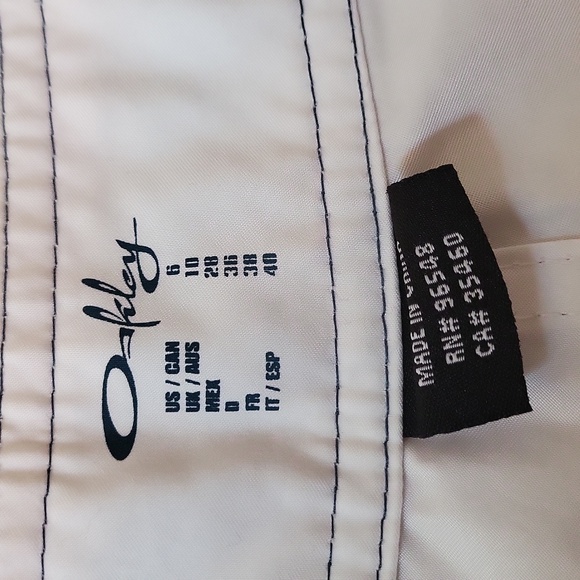 Oakley
US / CAN 6
UK / AUS 10
MEX 28
D 36
FR 38
IT / ESP 40
MADE IN CHINA
RN# 96548
CA# 35460